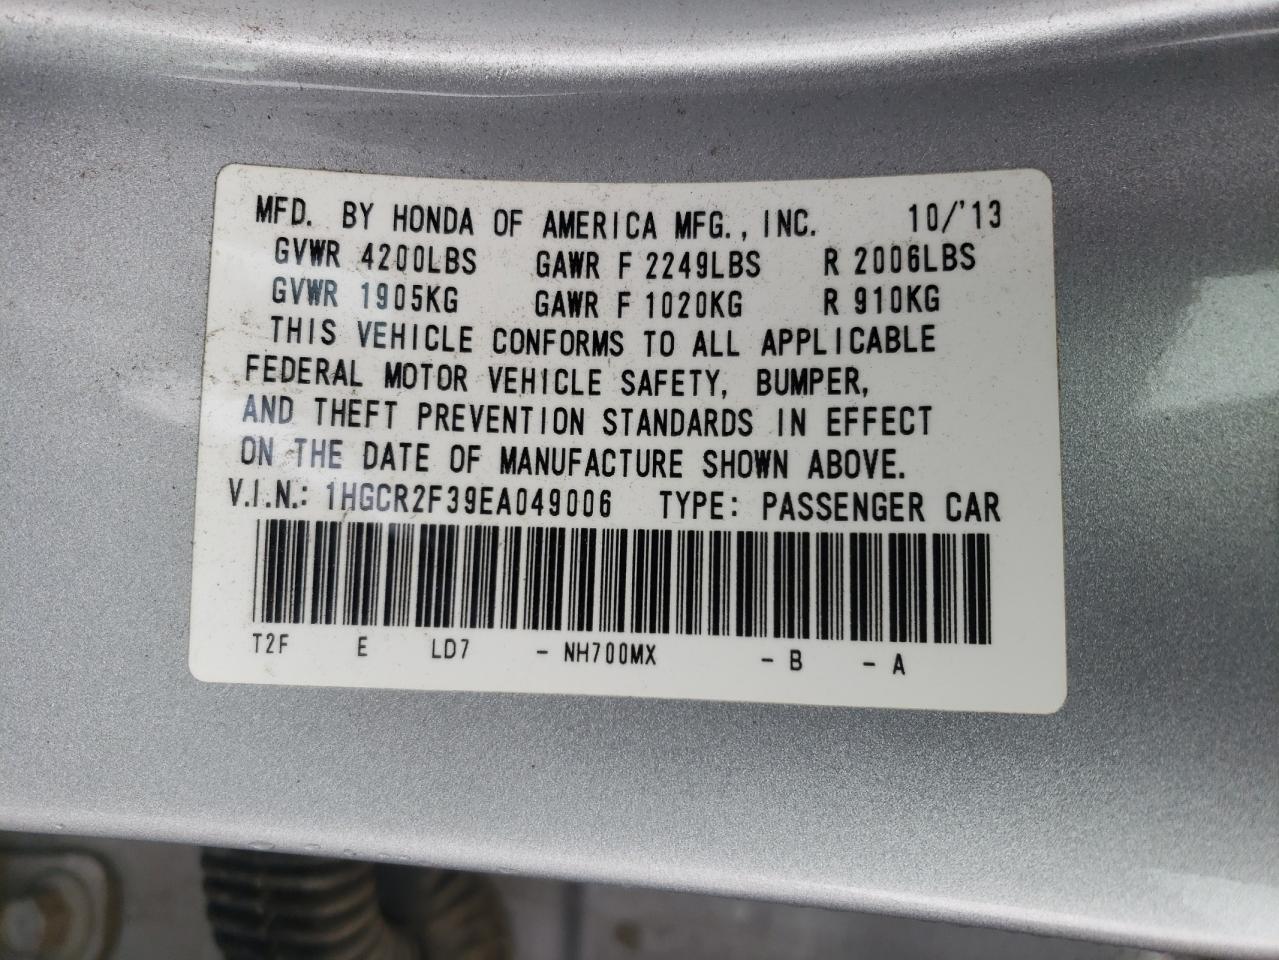 MFD. BY HONDA OF AMERICA MFG., INC. 10/'13
GVWR 4200LBS GAWR F 2249LBS R 2006LBS
GVWR 1905KG GAWR F 1020KG R 910KG
THIS VEHICLE CONFORMS TO ALL APPLICABLE
FEDERAL MOTOR VEHICLE SAFETY, BUMPER,
AND THEFT PREVENTION STANDARDS IN EFFECT
ON THE DATE OF MANUFACTURE SHOWN ABOVE.
V.I.N.: 1HGCR2F39EA049006 TYPE: PASSENGER CAR
T2F E LD7 - NH700MX - B - A